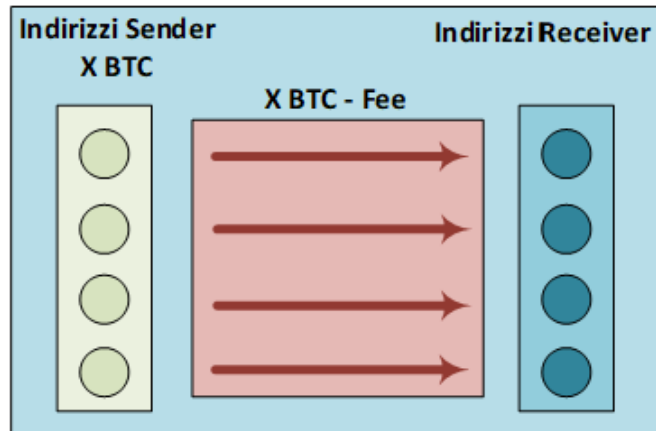 Indirizzi Sender
X BTC
Indirizzi Receiver
X BTC - Fee